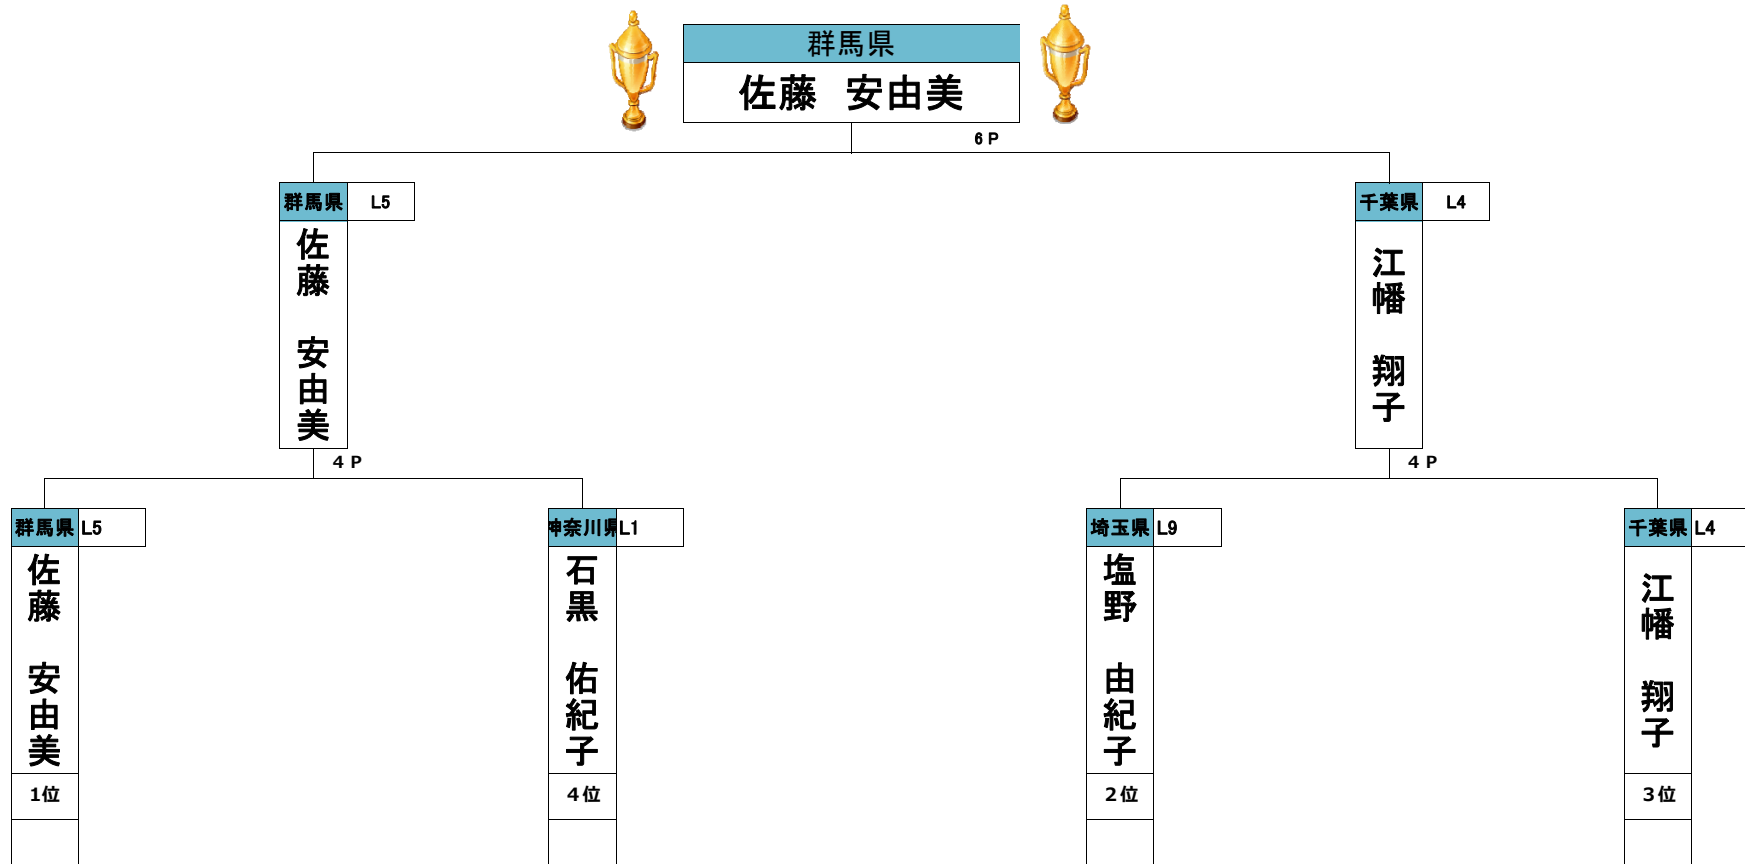 群馬県
佐藤　安由美
6 P
群馬県 L5
佐藤　安由美
千葉県 L4
江幡　翔子
4 P
4 P
群馬県 L5
佐藤　安由美
1位
神奈川県 L1
石黒　佑紀子
４位
埼玉県 L9
塩野　由紀子
２位
千葉県 L4
江幡　翔子
３位